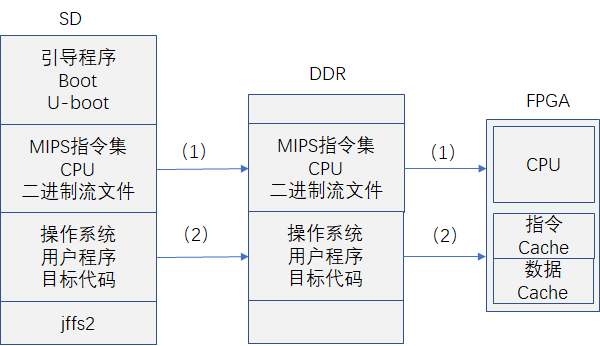 SD
引导程序
Boot
U-boot
MIPS指令集
CPU
二进制流文件
操作系统
用户程序
目标代码
jffs2
(1)
(2)
DDR
MIPS指令集
CPU
二进制流文件
操作系统
用户程序
目标代码
(1)
(2)
FPGA
CPU
指令
Cache
数据
Cache